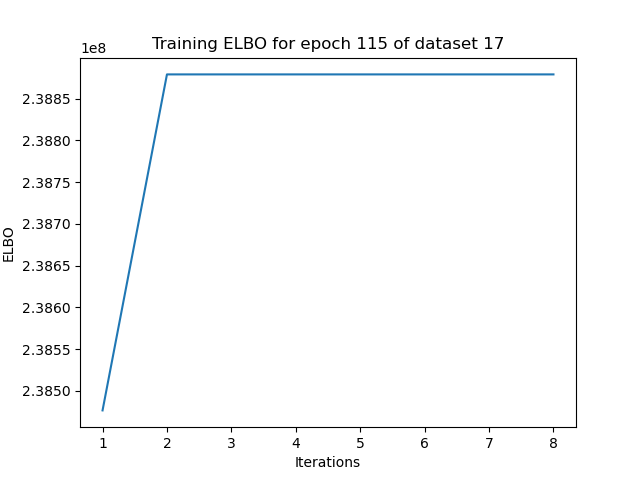 Training ELBO for epoch 115 of dataset 17
1e8
2.3885
2.3880
2.3875
2.3870
2.3865
2.3860
2.3855
2.3850
ELBO
1 2 3 4 5 6 7 8
Iterations